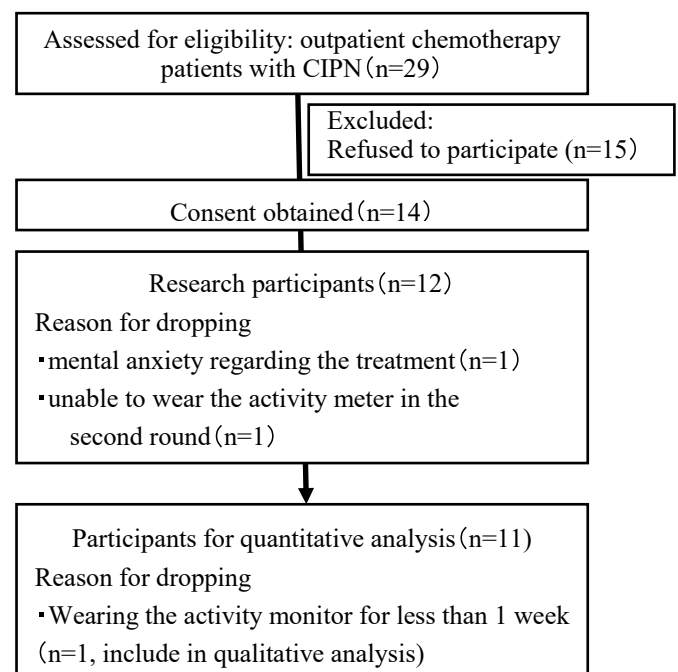 Assessed for eligibility: outpatient chemotherapy
patients with CIPN（n=29）
Excluded:
Refused to participate (n=15）
Consent obtained（n=14）
Research participants（n=12）
Reason for dropping
・mental anxiety regarding the treatment（n=1）
・unable to wear the activity meter in the
second round（n=1）
Participants for quantitative analysis（n=11)
Reason for dropping
・Wearing the activity monitor for less than 1 week
（n=1, include in qualitative analysis)